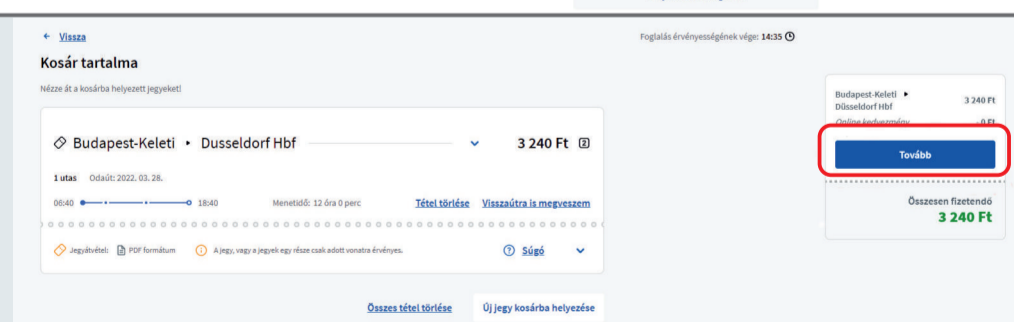 ← Vissza
Foglalás érvényességének vége: 14:35
Kosár tartalma
Nézze át a kosárba helyezett jegyeket!
Budapest-Keleti ▸ Dusseldorf Hbf 3 240 Ft 2
1 utas Odaút: 2022. 03. 28.
06:40 18:40 Menetidő: 12 óra 0 perc Tétel törlése Visszaútra is megveszem
Jegyátvétel: PDF formátum A jegy, vagy a jegyek egy része csak adott vonatra érvényes. Súgó
Összes tétel törlése Új jegy kosárba helyezése
Budapest-Keleti ▸
Düsseldorf Hbf 3 240 Ft
Online kedvezmény - 0 Ft
Tovább
Összesen fizetendő
3 240 Ft